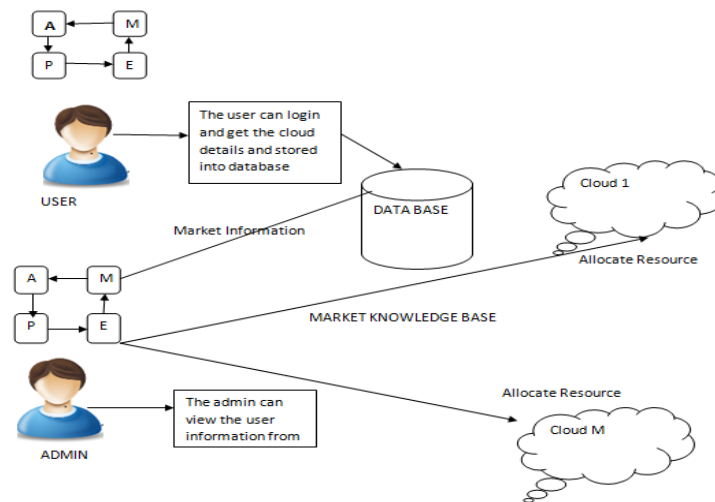 A
M
P
E
The user can login
and get the cloud
details and stored
into database
USER
DATA BASE
Cloud 1
Market Information
Allocate Resource
A
M
P
E
MARKET KNOWLEDGE BASE
Allocate Resource
The admin can
view the user
information from
ADMIN
Cloud M